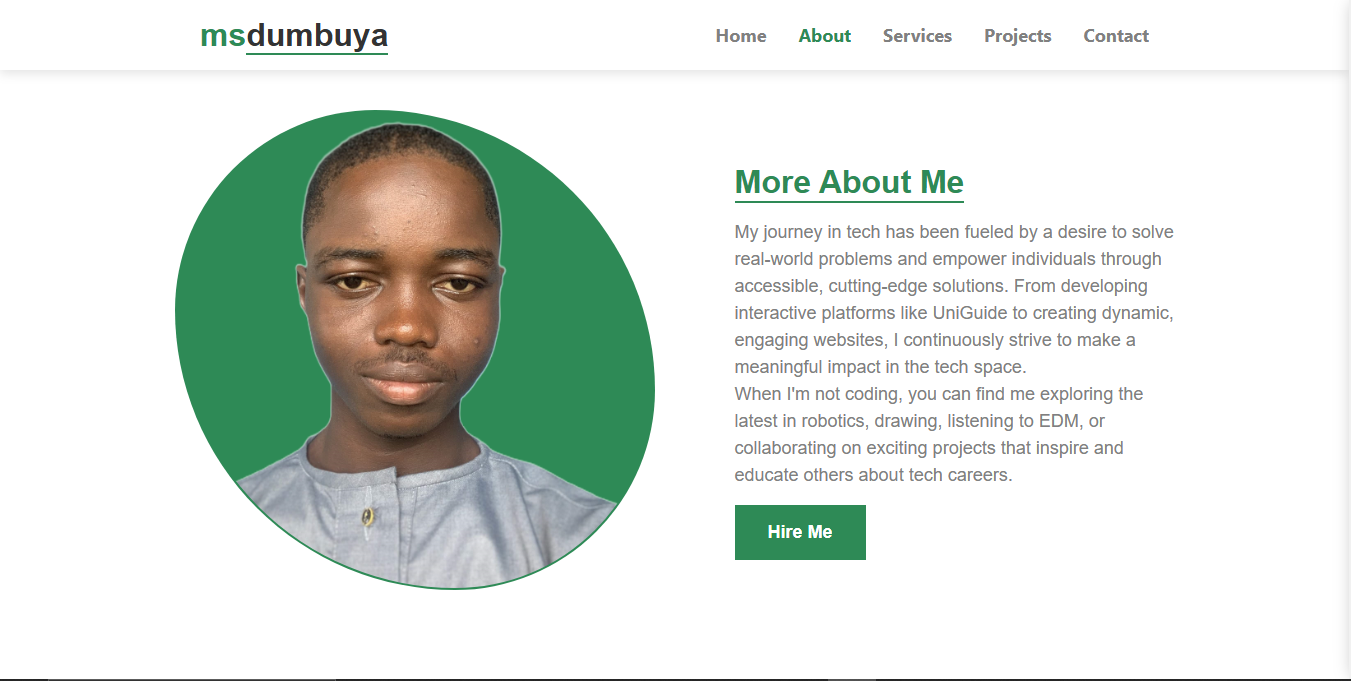 msdumbuya
Home About Services Projects Contact
More About Me
My journey in tech has been fueled by a desire to solve
real-world problems and empower individuals through
accessible, cutting-edge solutions. From developing
interactive platforms like UniGuide to creating dynamic,
engaging websites, I continuously strive to make a
meaningful impact in the tech space.
When I'm not coding, you can find me exploring the
latest in robotics, drawing, listening to EDM, or
collaborating on exciting projects that inspire and
educate others about tech careers.
Hire Me